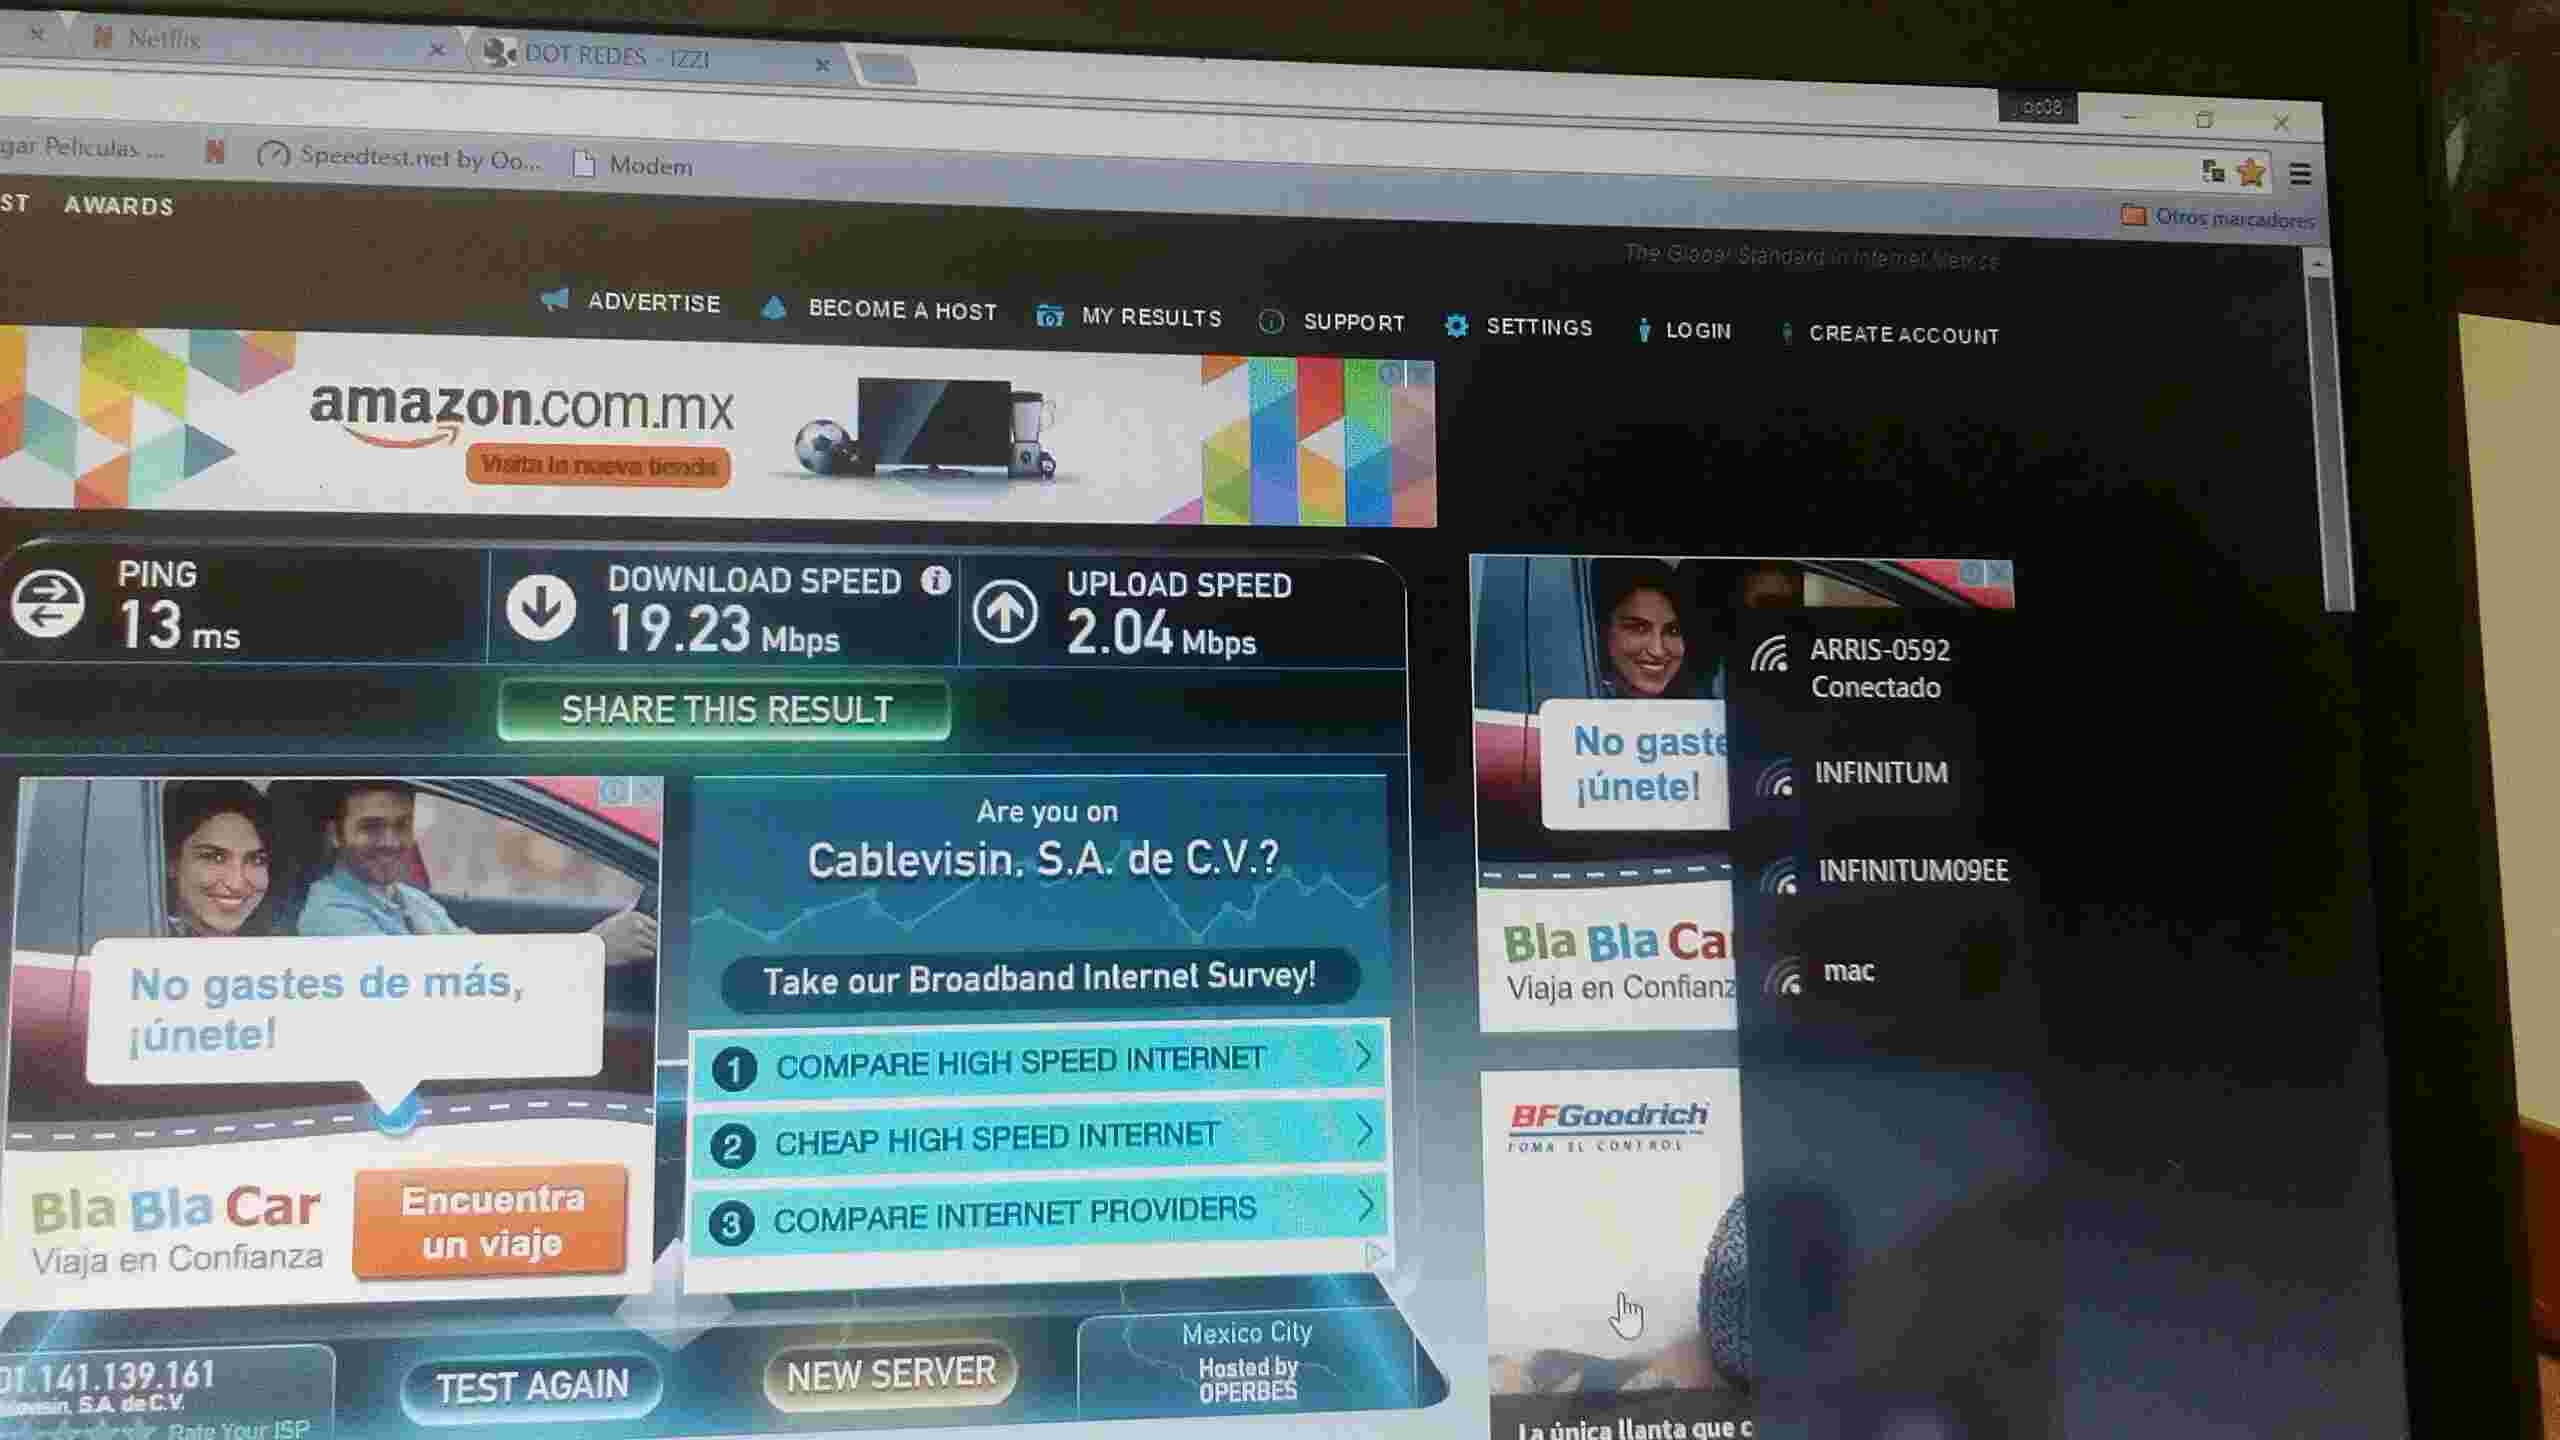 Netflix
DOT REDES - IZZI
pc38
gar Peliculas ...
Speedtest.net by Oo...
Modem
Otros marcadores
ST
AWARDS
The Global Standard in Internet Metrics
ADVERTISE
BECOME A HOST
MY RESULTS
SUPPORT
SETTINGS
LOGIN
CREATE ACCOUNT
amazon.com.mx
Visita la nueva tienda
PING
13 ms
DOWNLOAD SPEED
19.23 Mbps
UPLOAD SPEED
2.04 Mbps
SHARE THIS RESULT
No gastes de más,
¡únete!
Bla Bla Car
Viaja en Confianza
Encuentra
un viaje
Are you on
Cablevisin, S.A. de C.V.?
Take our Broadband Internet Survey!
1 COMPARE HIGH SPEED INTERNET
2 CHEAP HIGH SPEED INTERNET
3 COMPARE INTERNET PROVIDERS
No gaste
¡únete!
Bla Bla Ca
Viaja en Confianz
ARRIS-0592
Conectado
INFINITUM
INFINITUM09EE
mac
BFGoodrich
TOMA EL CONTROL
La única llanta que c
01.141.139.161
S.A. de C.V.
Rate Your ISP
TEST AGAIN
NEW SERVER
Mexico City
Hosted by
OPERBES